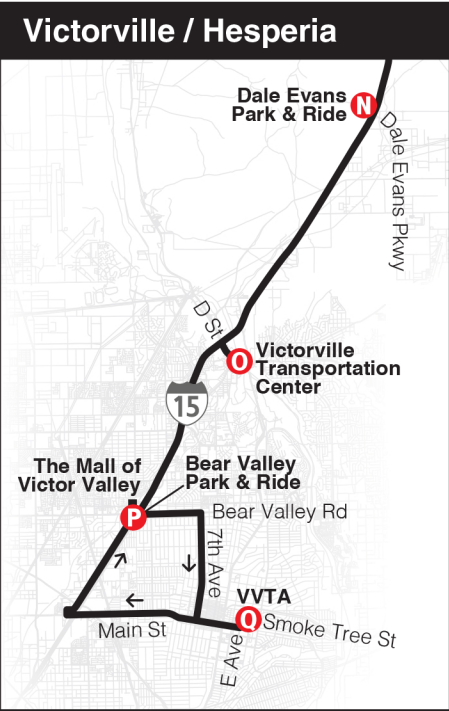 Victorville / Hesperia
Dale Evans
Park & Ride
N
Dale Evans Pkwy
D St
O
Victorville
Transportation
Center
15
The Mall of
Victor Valley
Bear Valley
Park & Ride
P
Bear Valley Rd
7th Ave
VVTA
Q
Smoke Tree St
Main St
E Ave